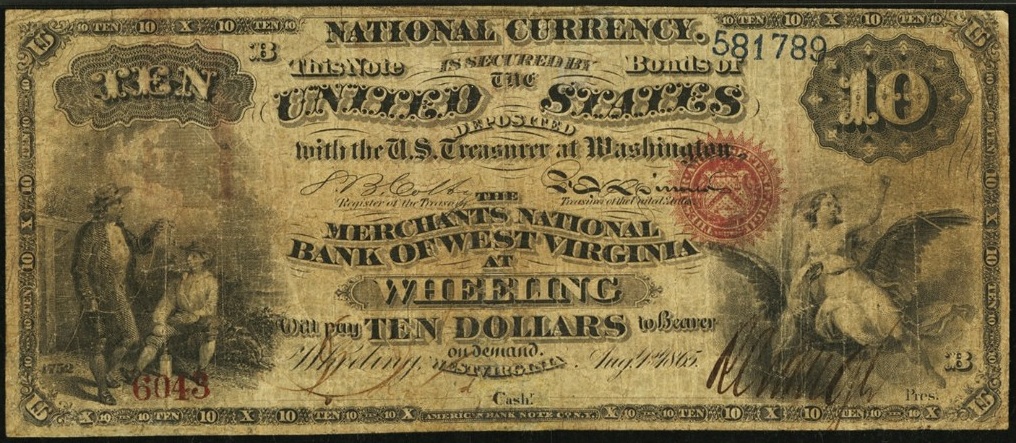 NATIONAL CURRENCY.
581789
B
This Note IS SECURED BY Bonds of
TEN
THE
10
UNITED STATES
DEPOSITED
with the U.S. Treasurer at Washington
S B Colby
Register of the Treasury
Treasurer of the United States
THE
MERCHANTS NATIONAL
BANK OF WEST VIRGINIA
AT
WHEELING
Will pay TEN DOLLARS to Bearer
on demand.
Wheeling, WEST VIRGINIA, Aug
1865
1752
6043
B
Cash.
Pres.
AMERICAN BANK NOTE CO. N.Y.